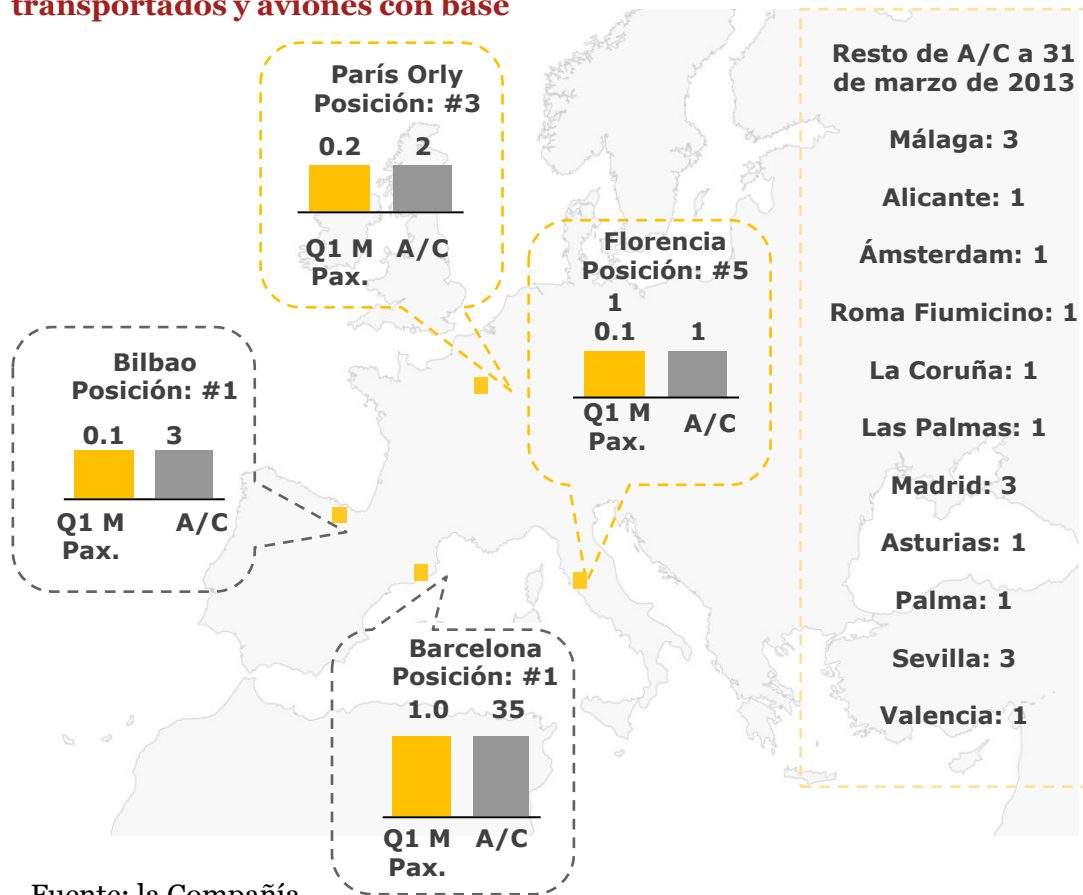 transportados y aviones con base
París Orly
Posición: #3
0.2 2
Q1 M A/C
Pax.
Florencia
Posición: #5
1
0.1 1
Q1 M A/C
Pax.
Bilbao
Posición: #1
0.1 3
Q1 M A/C
Pax.
Barcelona
Posición: #1
1.0 35
Q1 M A/C
Pax.
Resto de A/C a 31
de marzo de 2013
Málaga: 3
Alicante: 1
Ámsterdam: 1
Roma Fiumicino: 1
La Coruña: 1
Las Palmas: 1
Madrid: 3
Asturias: 1
Palma: 1
Sevilla: 3
Valencia: 1
Fuente: la Compañía